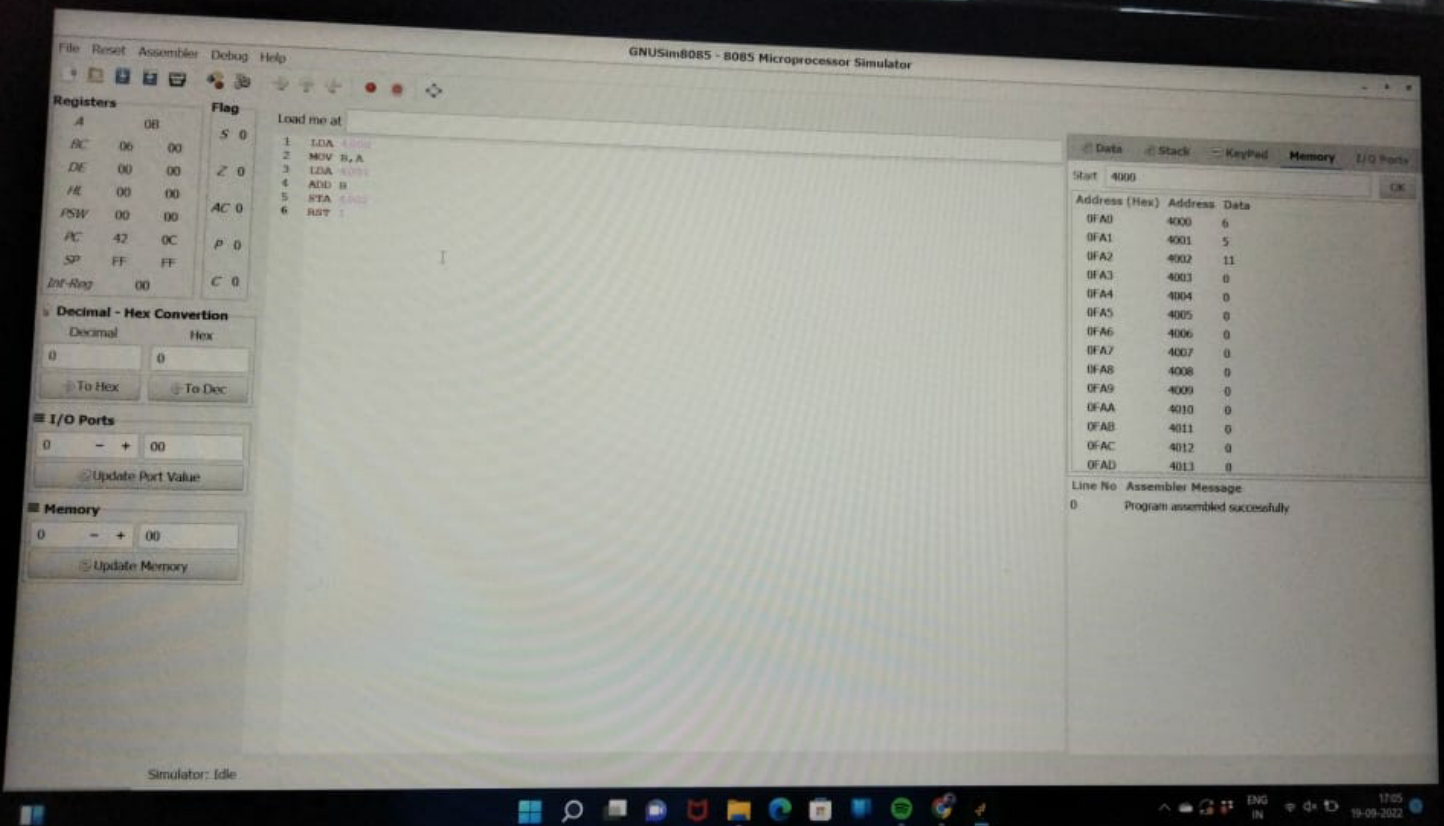 GNUSim8085 - 8085 Microprocessor Simulator
File Reset Assembler Debug Help
Registers
A 0B
BC 06 00
DE 00 00
HL 00 00
PSW 00 00
PC 42 0C
SP FF FF
Int-Reg 00
Flag
S 0
Z 0
AC 0
P 0
C 0
Decimal - Hex Convertion
Decimal Hex
0 0
To Hex To Dec
I/O Ports
0 - + 00
Update Port Value
Memory
0 - + 00
Update Memory
Load me at
1 LDA 4000
2 MOV B,A
3 LDA 4001
4 ADD B
5 STA 4002
6 RST 1
Data Stack KeyPad Memory I/O Ports
Start 4000 OK
Address (Hex) Address Data
0FA0 4000 6
0FA1 4001 5
0FA2 4002 11
0FA3 4003 0
0FA4 4004 0
0FA5 4005 0
0FA6 4006 0
0FA7 4007 0
0FA8 4008 0
0FA9 4009 0
0FAA 4010 0
0FAB 4011 0
0FAC 4012 0
0FAD 4013 0
Line No Assembler Message
0 Program assembled successfully
Simulator: Idle
ENG
IN
17:05
19-09-2022